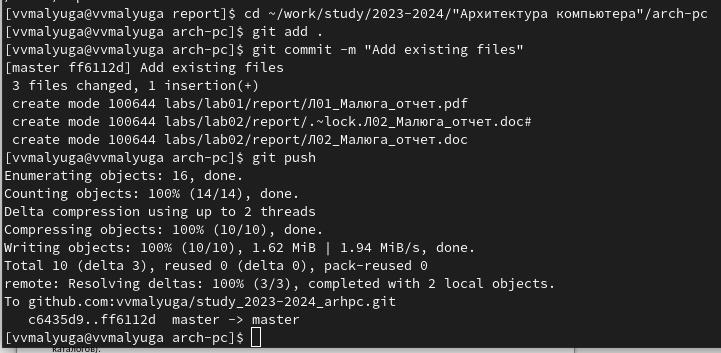 [vvmalyuga@vvmalyuga report]$ cd ~/work/study/2023-2024/"Архитектура компьютера"/arch-pc
[vvmalyuga@vvmalyuga arch-pc]$ git add .
[vvmalyuga@vvmalyuga arch-pc]$ git commit -m "Add existing files"
[master ff6112d] Add existing files
 3 files changed, 1 insertion(+)
 create mode 100644 labs/lab01/report/Л01_Малюга_отчет.pdf
 create mode 100644 labs/lab02/report/.~lock.Л02_Малюга_отчет.doc#
 create mode 100644 labs/lab02/report/Л02_Малюга_отчет.doc
[vvmalyuga@vvmalyuga arch-pc]$ git push
Enumerating objects: 16, done.
Counting objects: 100% (14/14), done.
Delta compression using up to 2 threads
Compressing objects: 100% (10/10), done.
Writing objects: 100% (10/10), 1.62 MiB | 1.94 MiB/s, done.
Total 10 (delta 3), reused 0 (delta 0), pack-reused 0
remote: Resolving deltas: 100% (3/3), completed with 2 local objects.
To github.com:vvmalyuga/study_2023-2024_arhpc.git
   c6435d9..ff6112d  master -> master
[vvmalyuga@vvmalyuga arch-pc]$
каталогов).